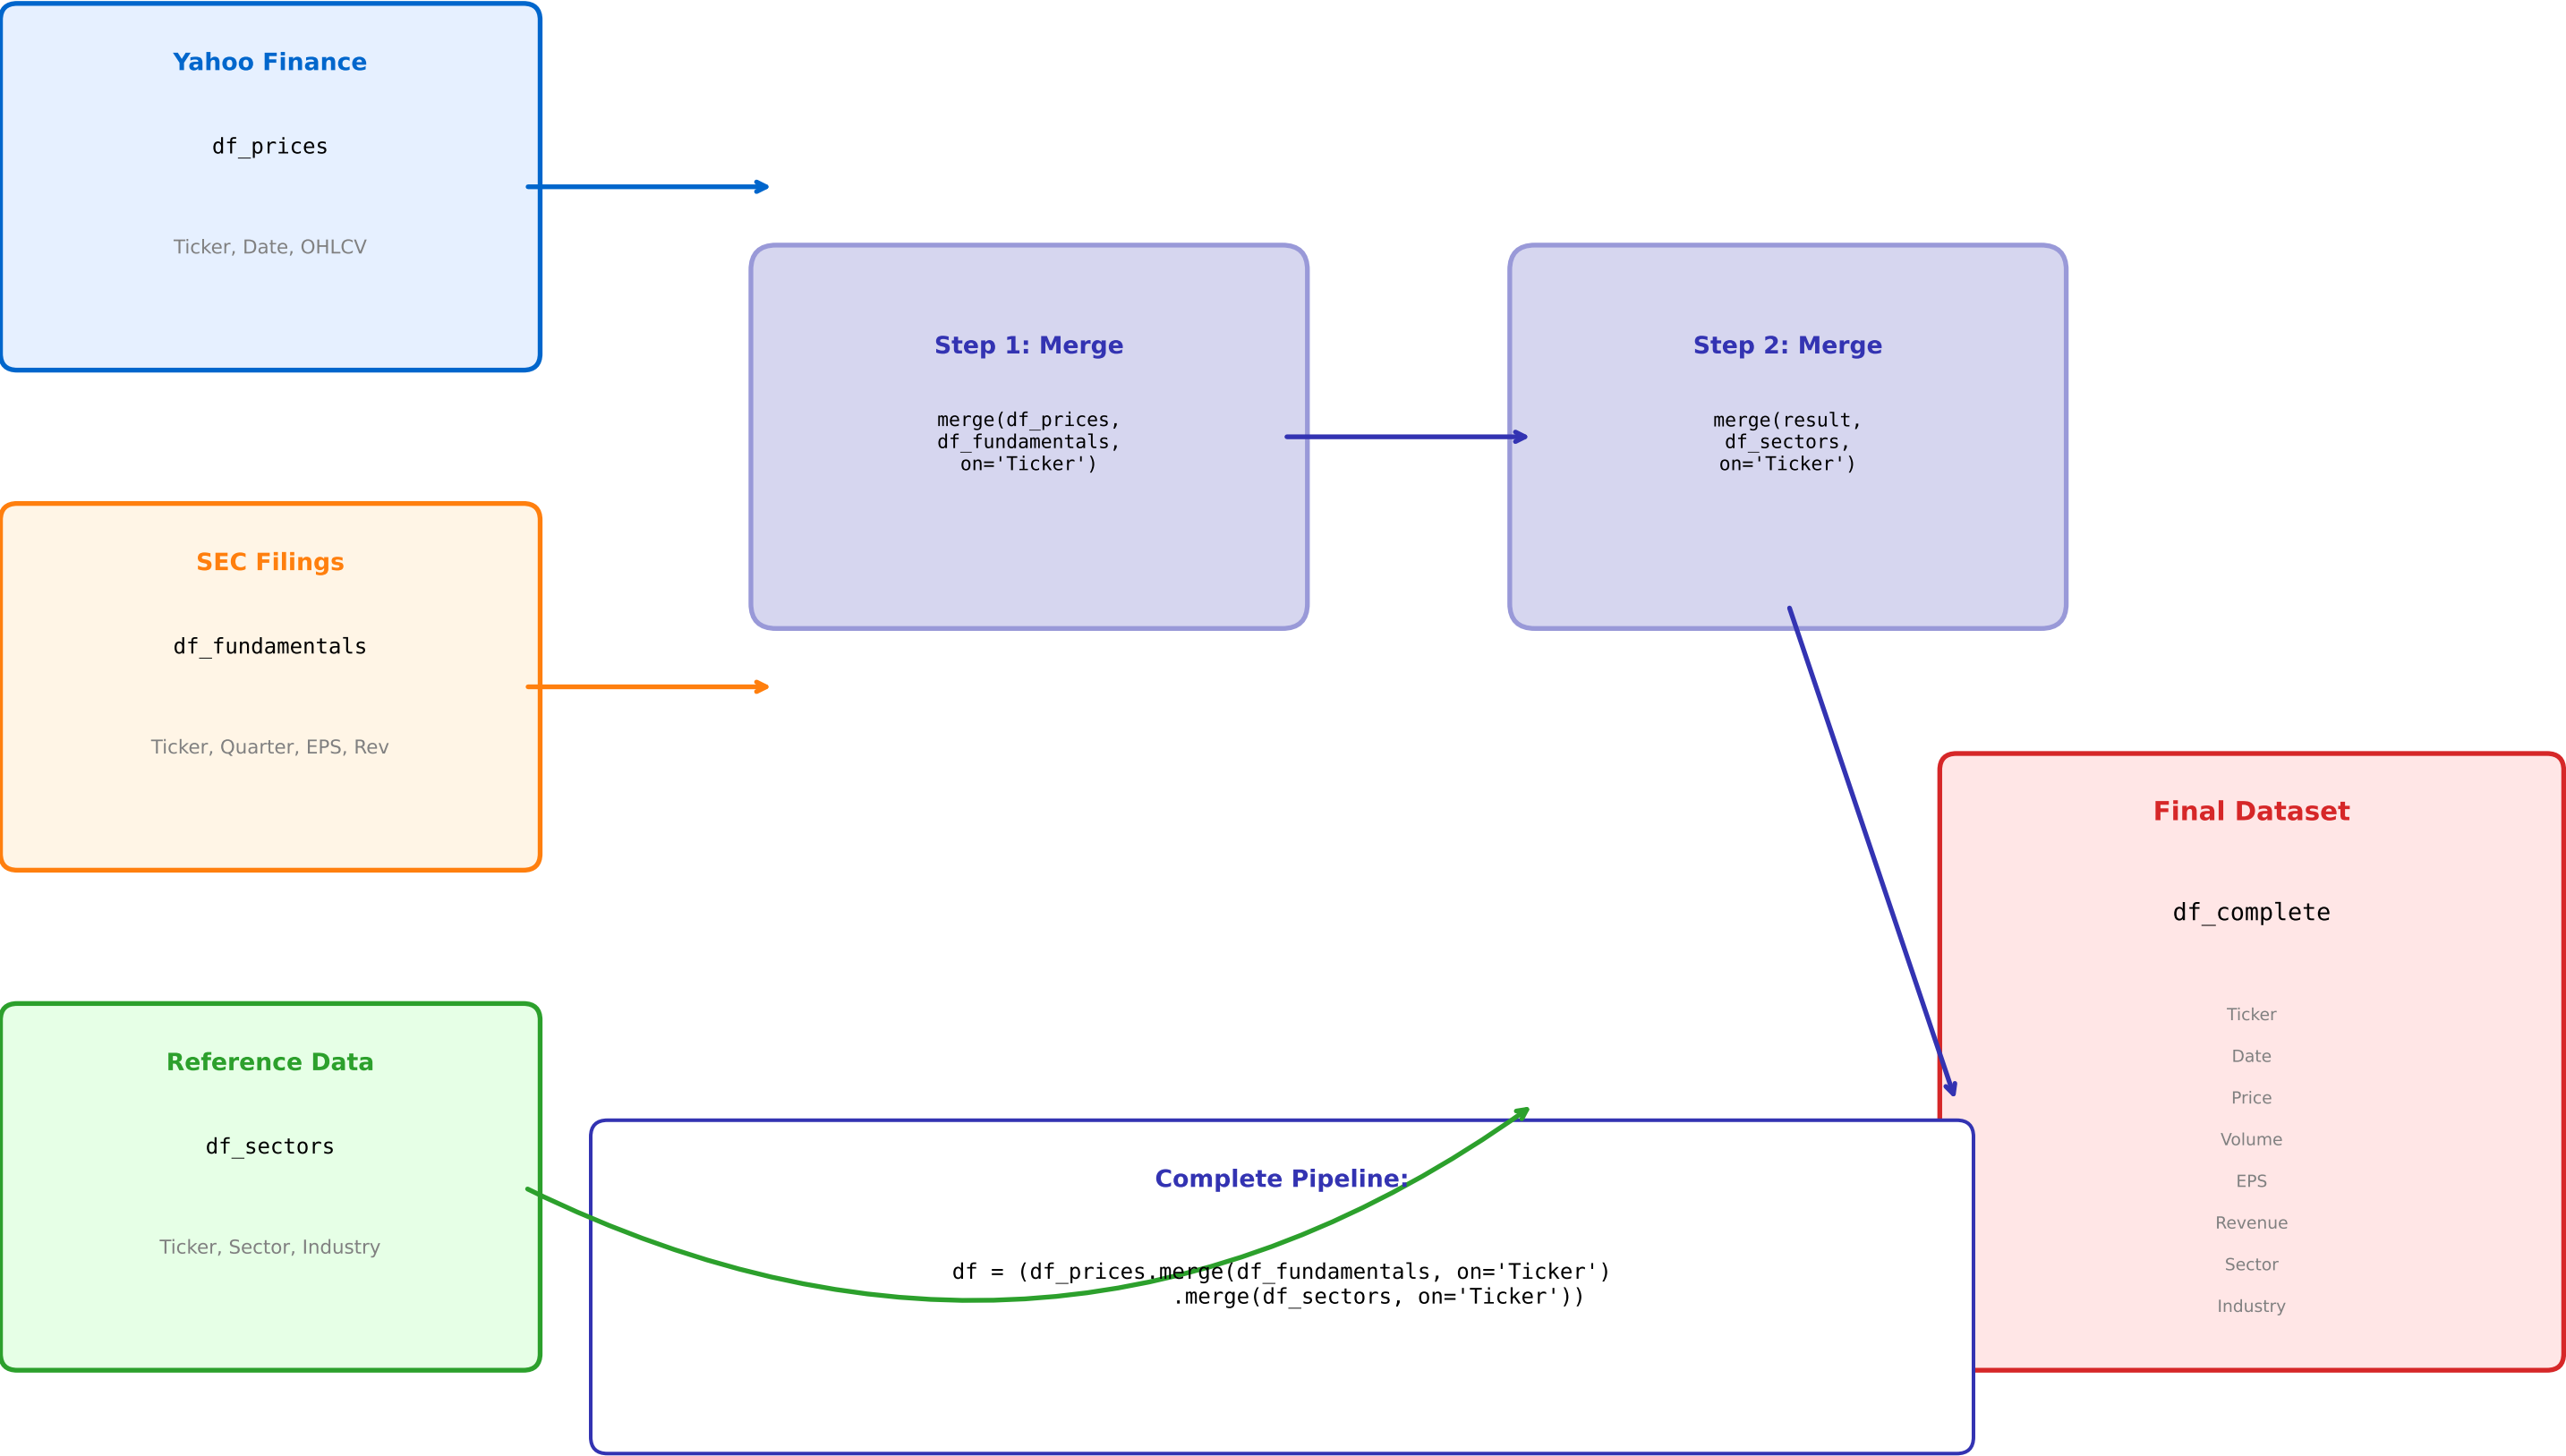 Yahoo Finance
df_prices
Ticker, Date, OHLCV
SEC Filings
df_fundamentals
Ticker, Quarter, EPS, Rev
Reference Data
df_sectors
Ticker, Sector, Industry
Step 1: Merge
merge(df_prices,
df_fundamentals,
on='Ticker')
Step 2: Merge
merge(result,
df_sectors,
on='Ticker')
Final Dataset
df_complete
Ticker
Date
Price
Volume
EPS
Revenue
Sector
Industry
Complete Pipeline:
df = (df_prices.merge(df_fundamentals, on='Ticker')
.merge(df_sectors, on='Ticker'))